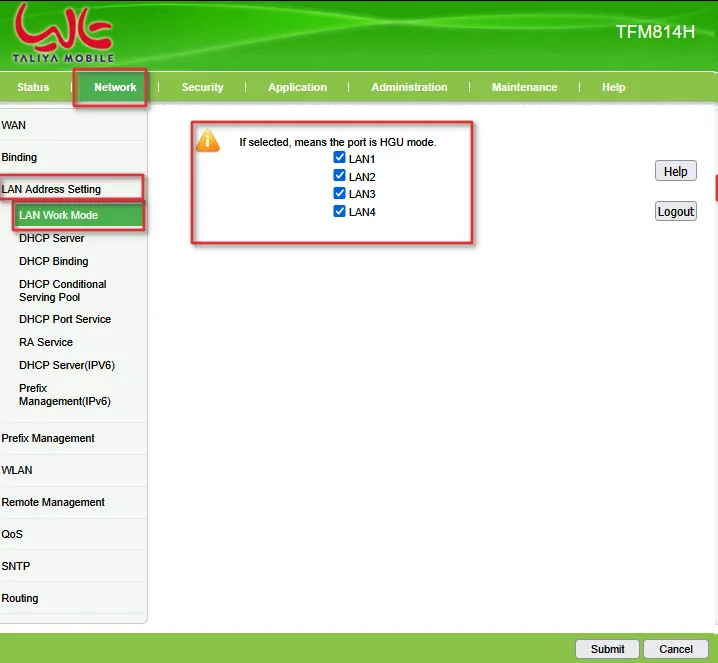 تالیا
TALIYA MOBILE
TFM814H
Status
Network
Security
Application
Administration
Maintenance
Help
WAN
Binding
LAN Address Setting
LAN Work Mode
DHCP Server
DHCP Binding
DHCP Conditional
Serving Pool
DHCP Port Service
RA Service
DHCP Server(IPV6)
Prefix
Management(IPv6)
Prefix Management
WLAN
Remote Management
QoS
SNTP
Routing
If selected, means the port is HGU mode.
LAN1
LAN2
LAN3
LAN4
Help
Logout
Submit
Cancel